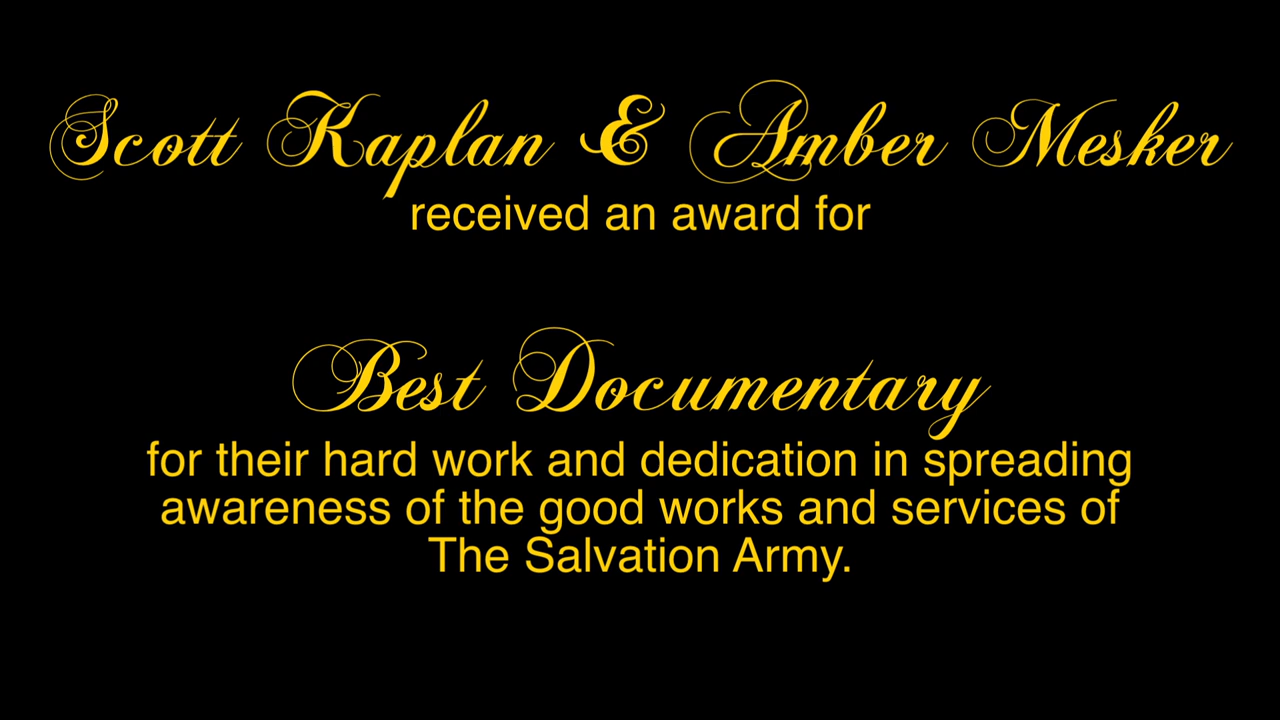 Scott Kaplan & Amber Mesker
received an award for
Best Documentary
for their hard work and dedication in spreading
awareness of the good works and services of
The Salvation Army.